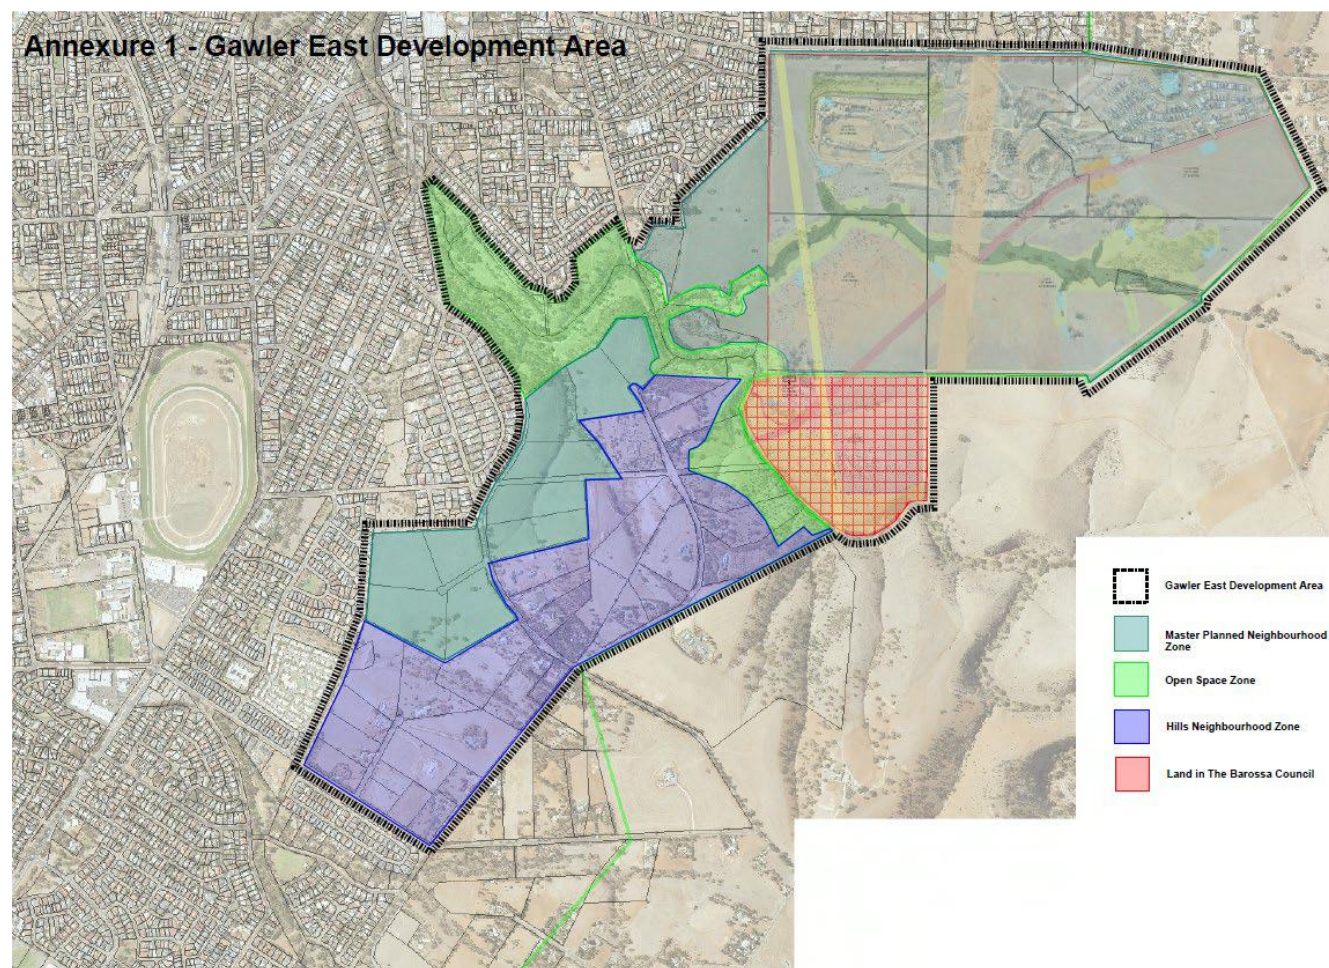 Annexure 1 - Gawler East Development Area
Gawler East Development Area
Master Planned Neighbourhood
Zone
Open Space Zone
Hills Neighbourhood Zone
Land in The Barossa Council